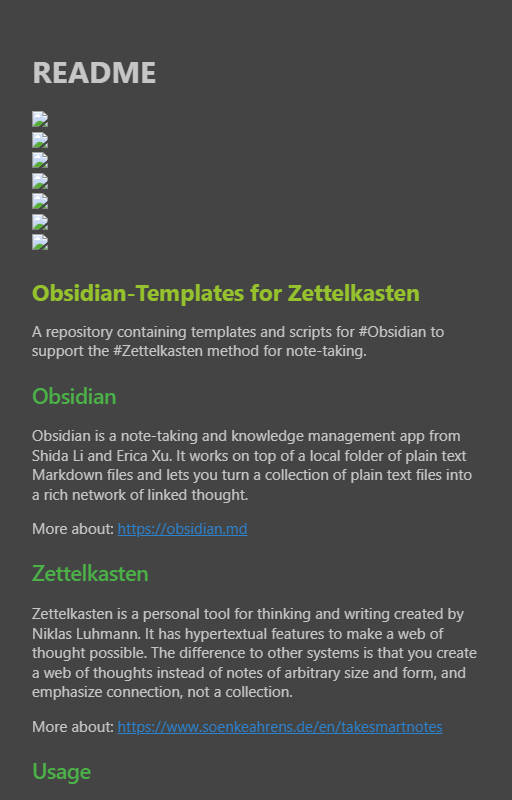 README
Obsidian-Templates for Zettelkasten
A repository containing templates and scripts for #Obsidian to
support the #Zettelkasten method for note-taking.
Obsidian
Obsidian is a note-taking and knowledge management app from
Shida Li and Erica Xu. It works on top of a local folder of plain text
Markdown files and lets you turn a collection of plain text files into
a rich network of linked thought.
More about: https://obsidian.md
Zettelkasten
Zettelkasten is a personal tool for thinking and writing created by
Niklas Luhmann. It has hypertextual features to make a web of
thought possible. The difference to other systems is that you create
a web of thoughts instead of notes of arbitrary size and form, and
emphasize connection, not a collection.
More about: https://www.soenkeahrens.de/en/takesmartnotes
Usage